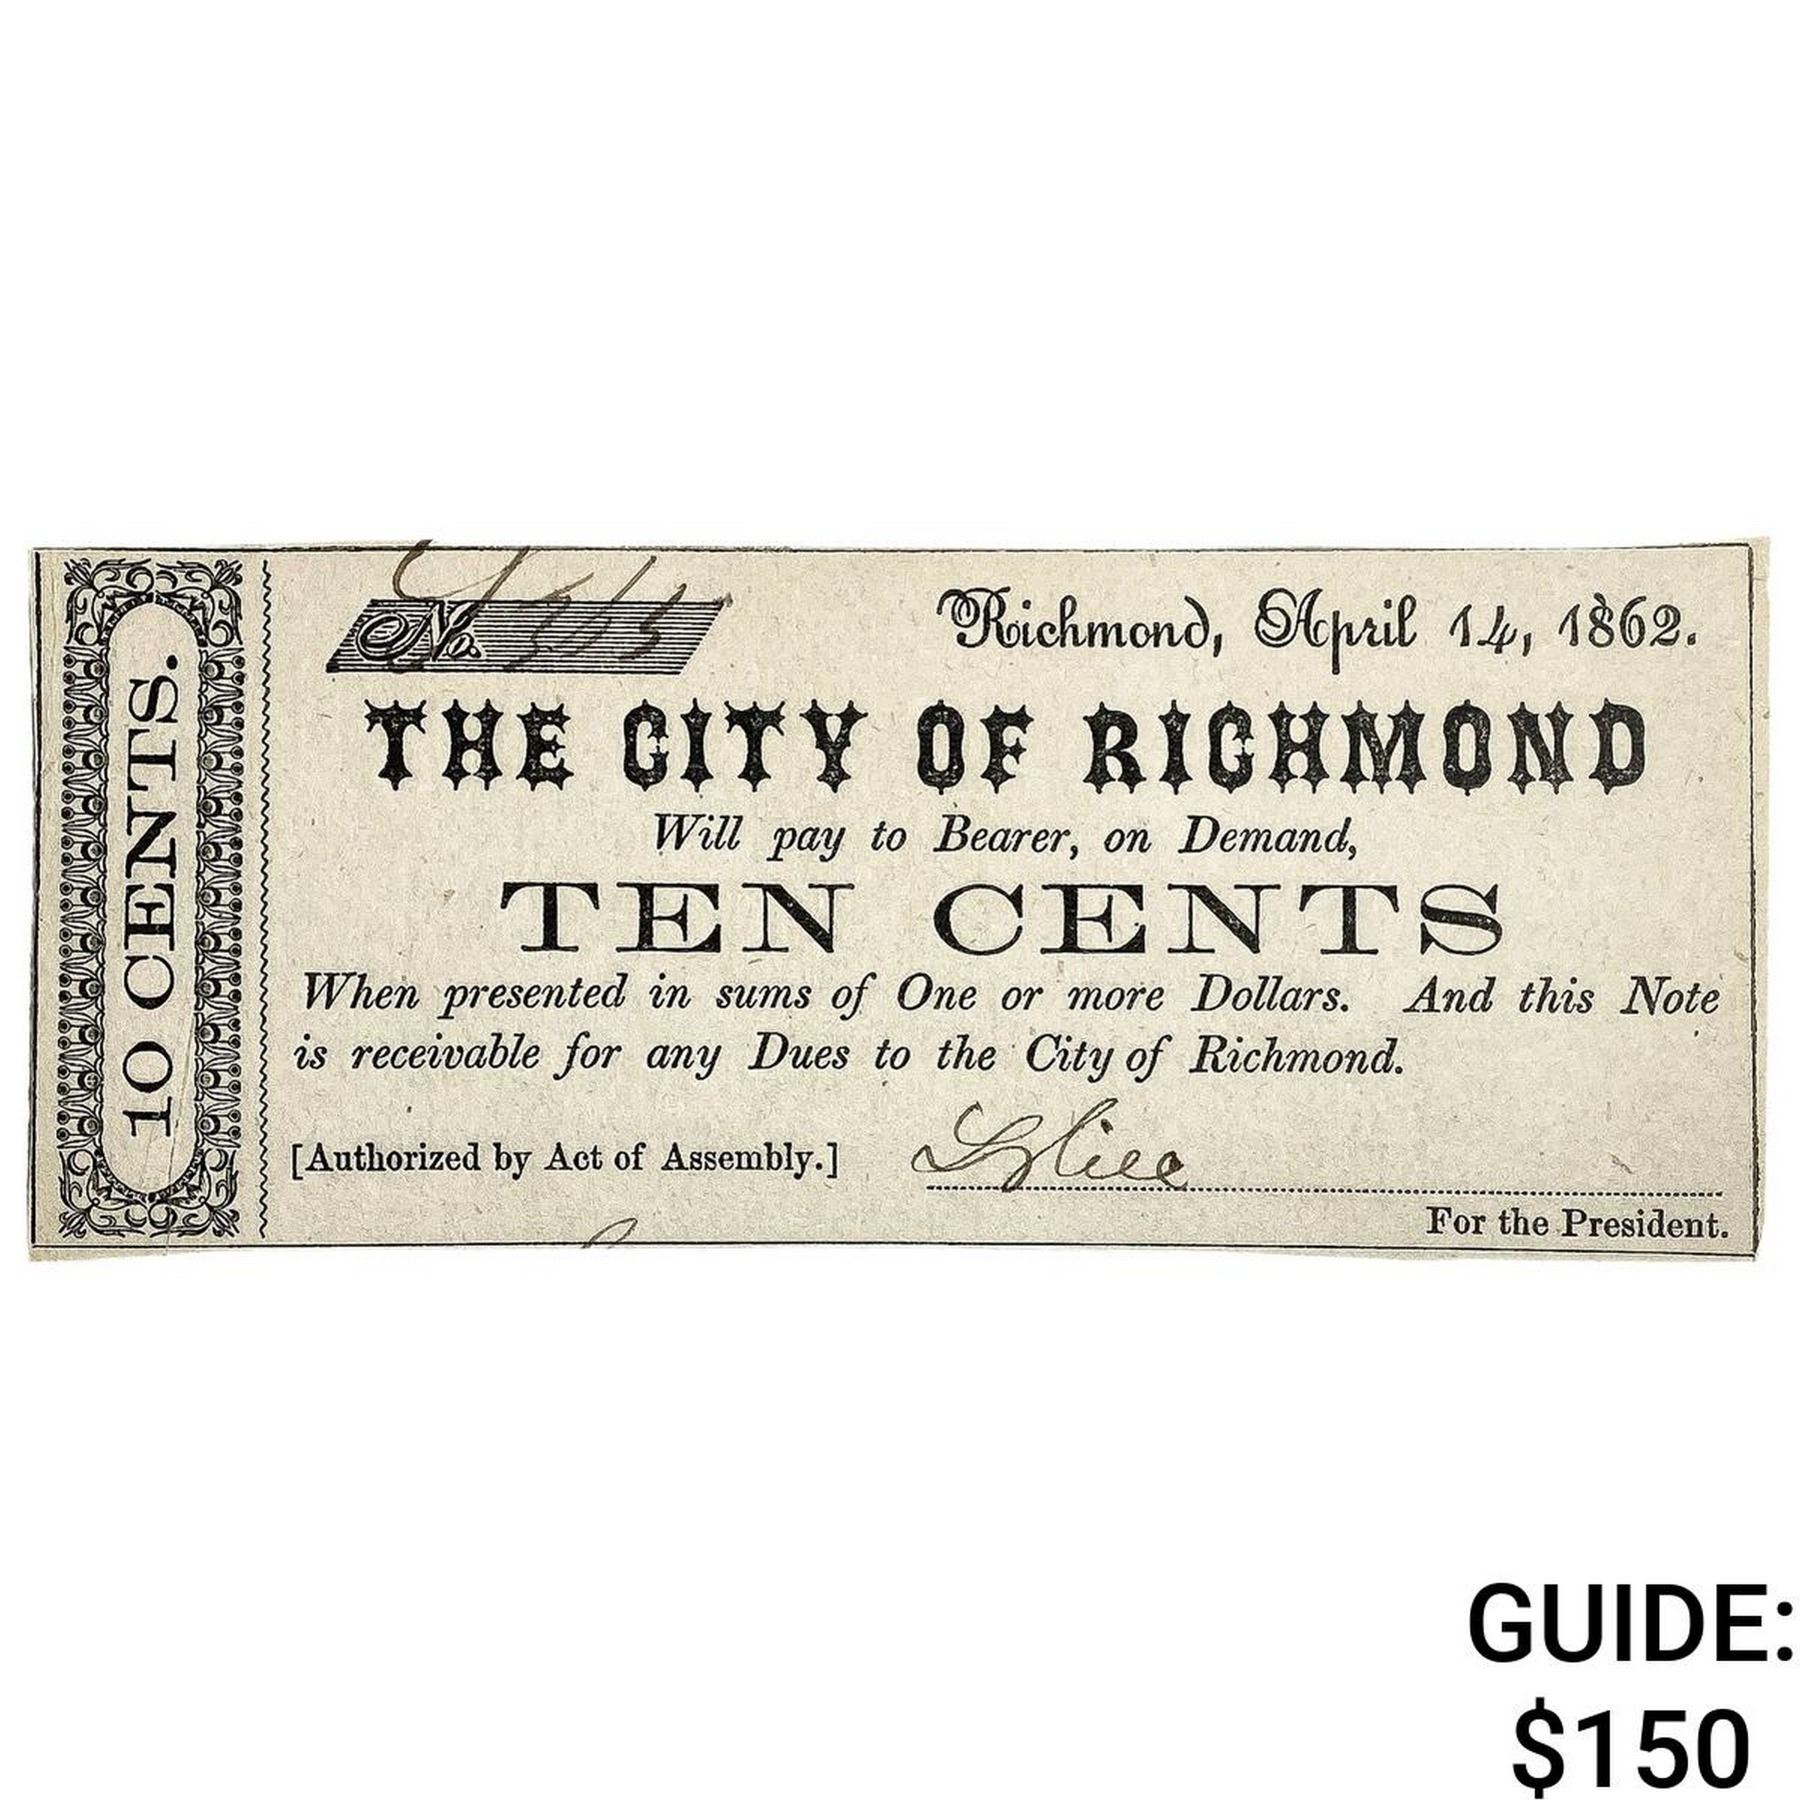 No.
Richmond, April 14, 1862.
THE CITY OF RICHMOND
Will pay to Bearer, on Demand,
TEN CENTS
When presented in sums of One or more Dollars. And this Note
is receivable for any Dues to the City of Richmond.
[Authorized by Act of Assembly.]
For the President.
10 CENTS.
GUIDE:
$150